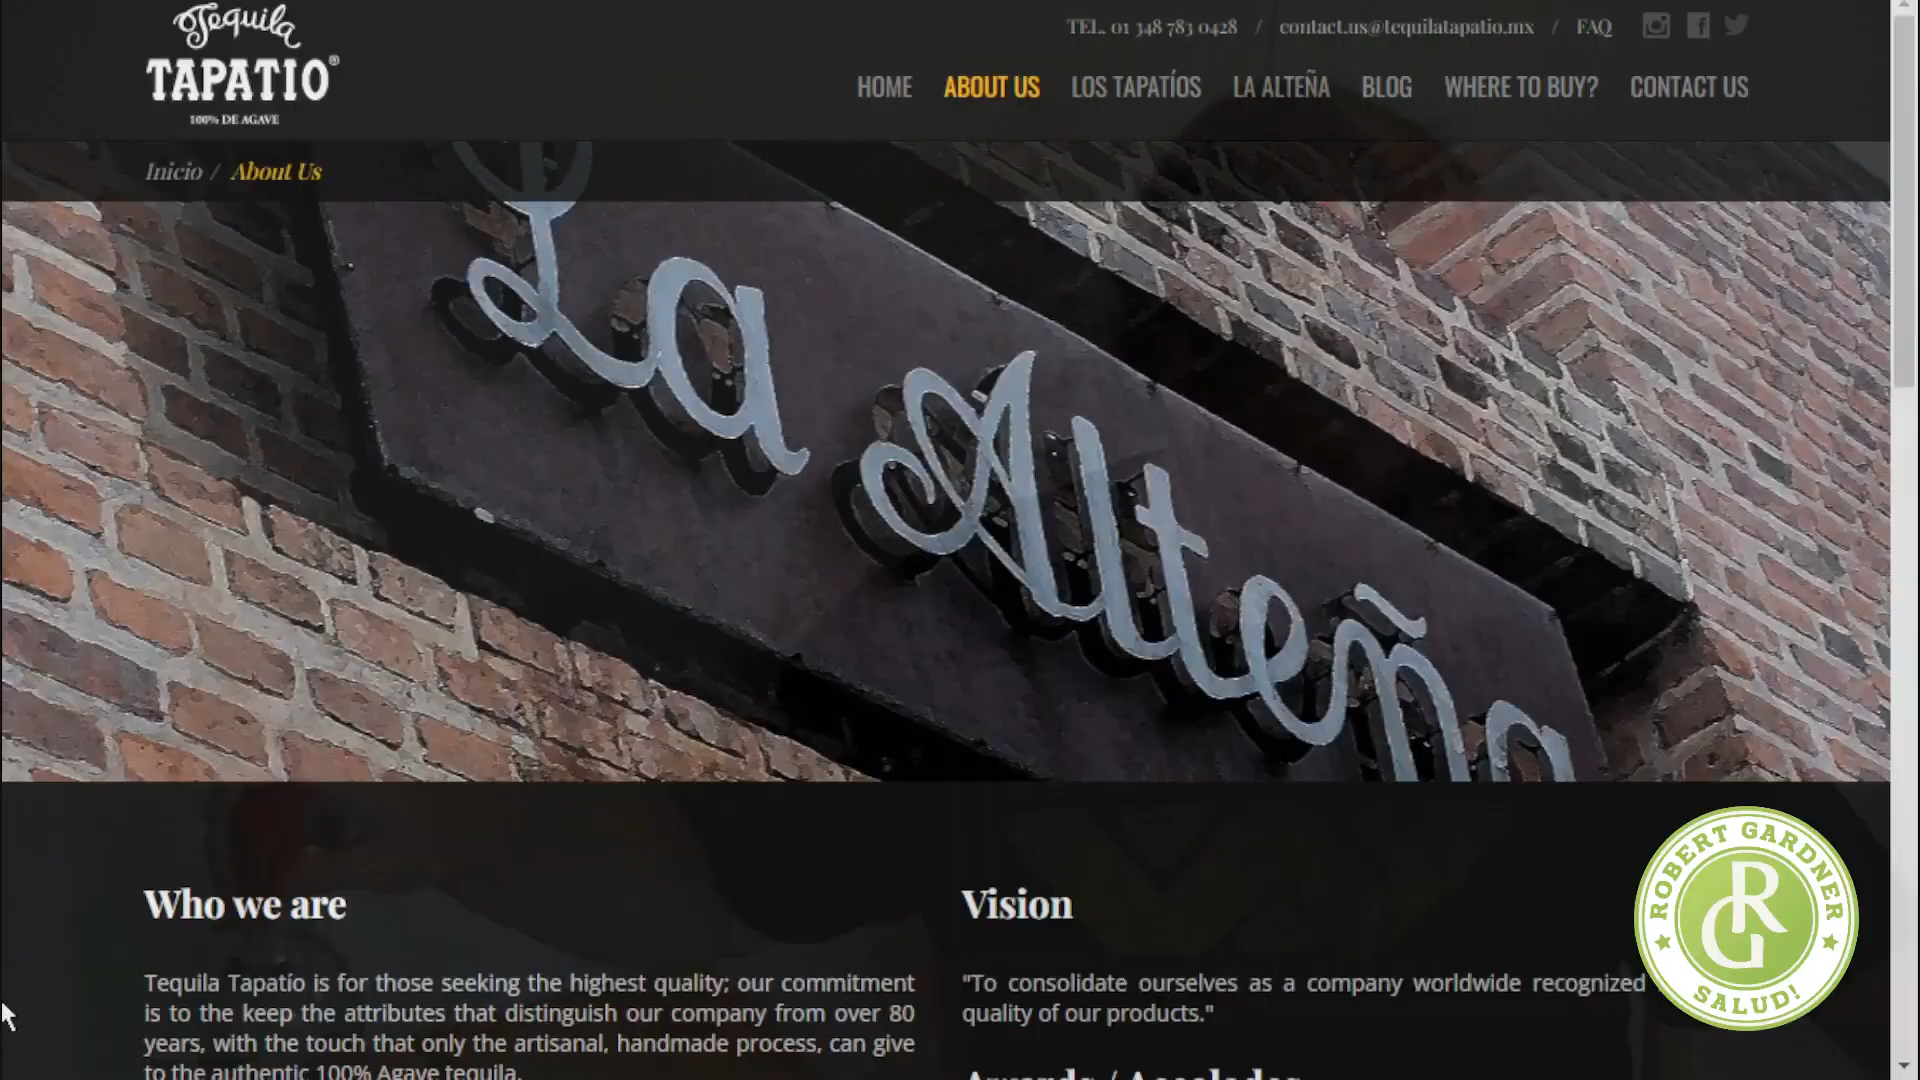 Tequila
TAPATIO®
100% DE AGAVE
TEL. 01 348 783 0428 / contact.us@tequilatapatio.mx / FAQ
HOME ABOUT US LOS TAPATÍOS LA ALTEÑA BLOG WHERE TO BUY? CONTACT US
Inicio / About Us
La Alteña
Who we are
Tequila Tapatío is for those seeking the highest quality; our commitment
is to the keep the attributes that distinguish our company from over 80
years, with the touch that only the artisanal, handmade process, can give
to the authentic 100% Agave tequila.
Vision
"To consolidate ourselves as a company worldwide recognized
quality of our products."
Awards / Accolades
ROBERT GARDNER
RG
SALUD!